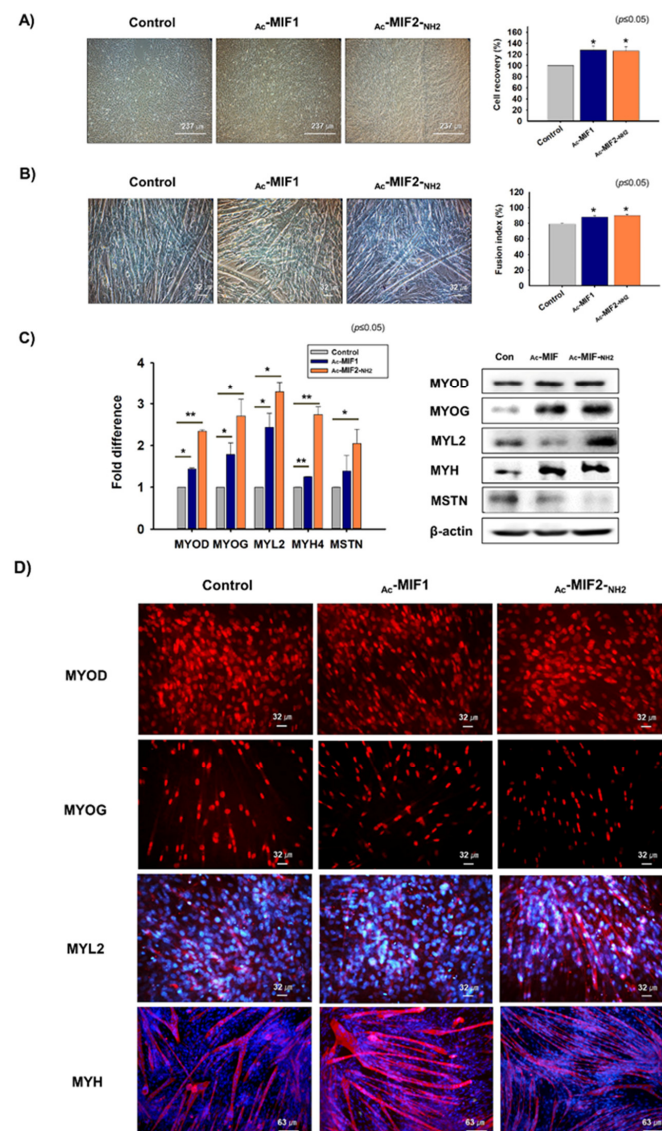 A)
Control Ac-MIF1 Ac-MIF2-NH2
237 ㎛ 237 ㎛ 237 ㎛
(p≤0.05)
Cell recovery (%)
160
140
120
100
80
60
40
20
0
* *
Control Ac-MIF1 Ac-MIF2-NH2
B)
Control Ac-MIF1 Ac-MIF2-NH2
32 ㎛ 32 ㎛ 32 ㎛
(p≤0.05)
Fusion index (%)
120
100
80
60
40
20
0
* *
Control Ac-MIF1 Ac-MIF2-NH2
C)
(p≤0.05)
Control
Ac-MIF1
Ac-MIF2-NH2
Fold difference
4
3
2
1
0
* ** * * * * ** ** *
MYOD MYOG MYL2 MYH4 MSTN
Con Ac-MIF Ac-MIF-NH2
MYOD
MYOG
MYL2
MYH
MSTN
β-actin
D)
Control Ac-MIF1 Ac-MIF2-NH2
MYOD
32 ㎛ 32 ㎛ 32 ㎛
MYOG
32 ㎛ 32 ㎛ 32 ㎛
MYL2
32 ㎛ 32 ㎛ 32 ㎛
MYH
63 ㎛ 63 ㎛ 63 ㎛